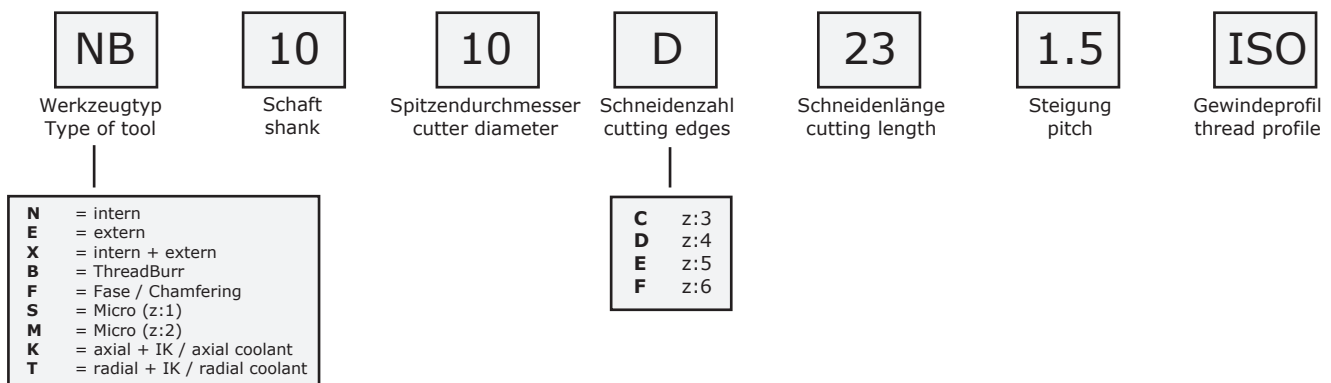 NB 10 10 D 23 1.5 ISO
Werkzeugtyp Schaft Spitzendurchmesser Schneidenzahl Schneidenlänge Steigung Gewindeprofil
Type of tool shank cutter diameter cutting edges cutting length pitch thread profile
N = intern
E = extern
X = intern + extern
B = ThreadBurr
F = Fase / Chamfering
S = Micro (z:1)
M = Micro (z:2)
K = axial + IK / axial coolant
T = radial + IK / radial coolant
C z:3
D z:4
E z:5
F z:6